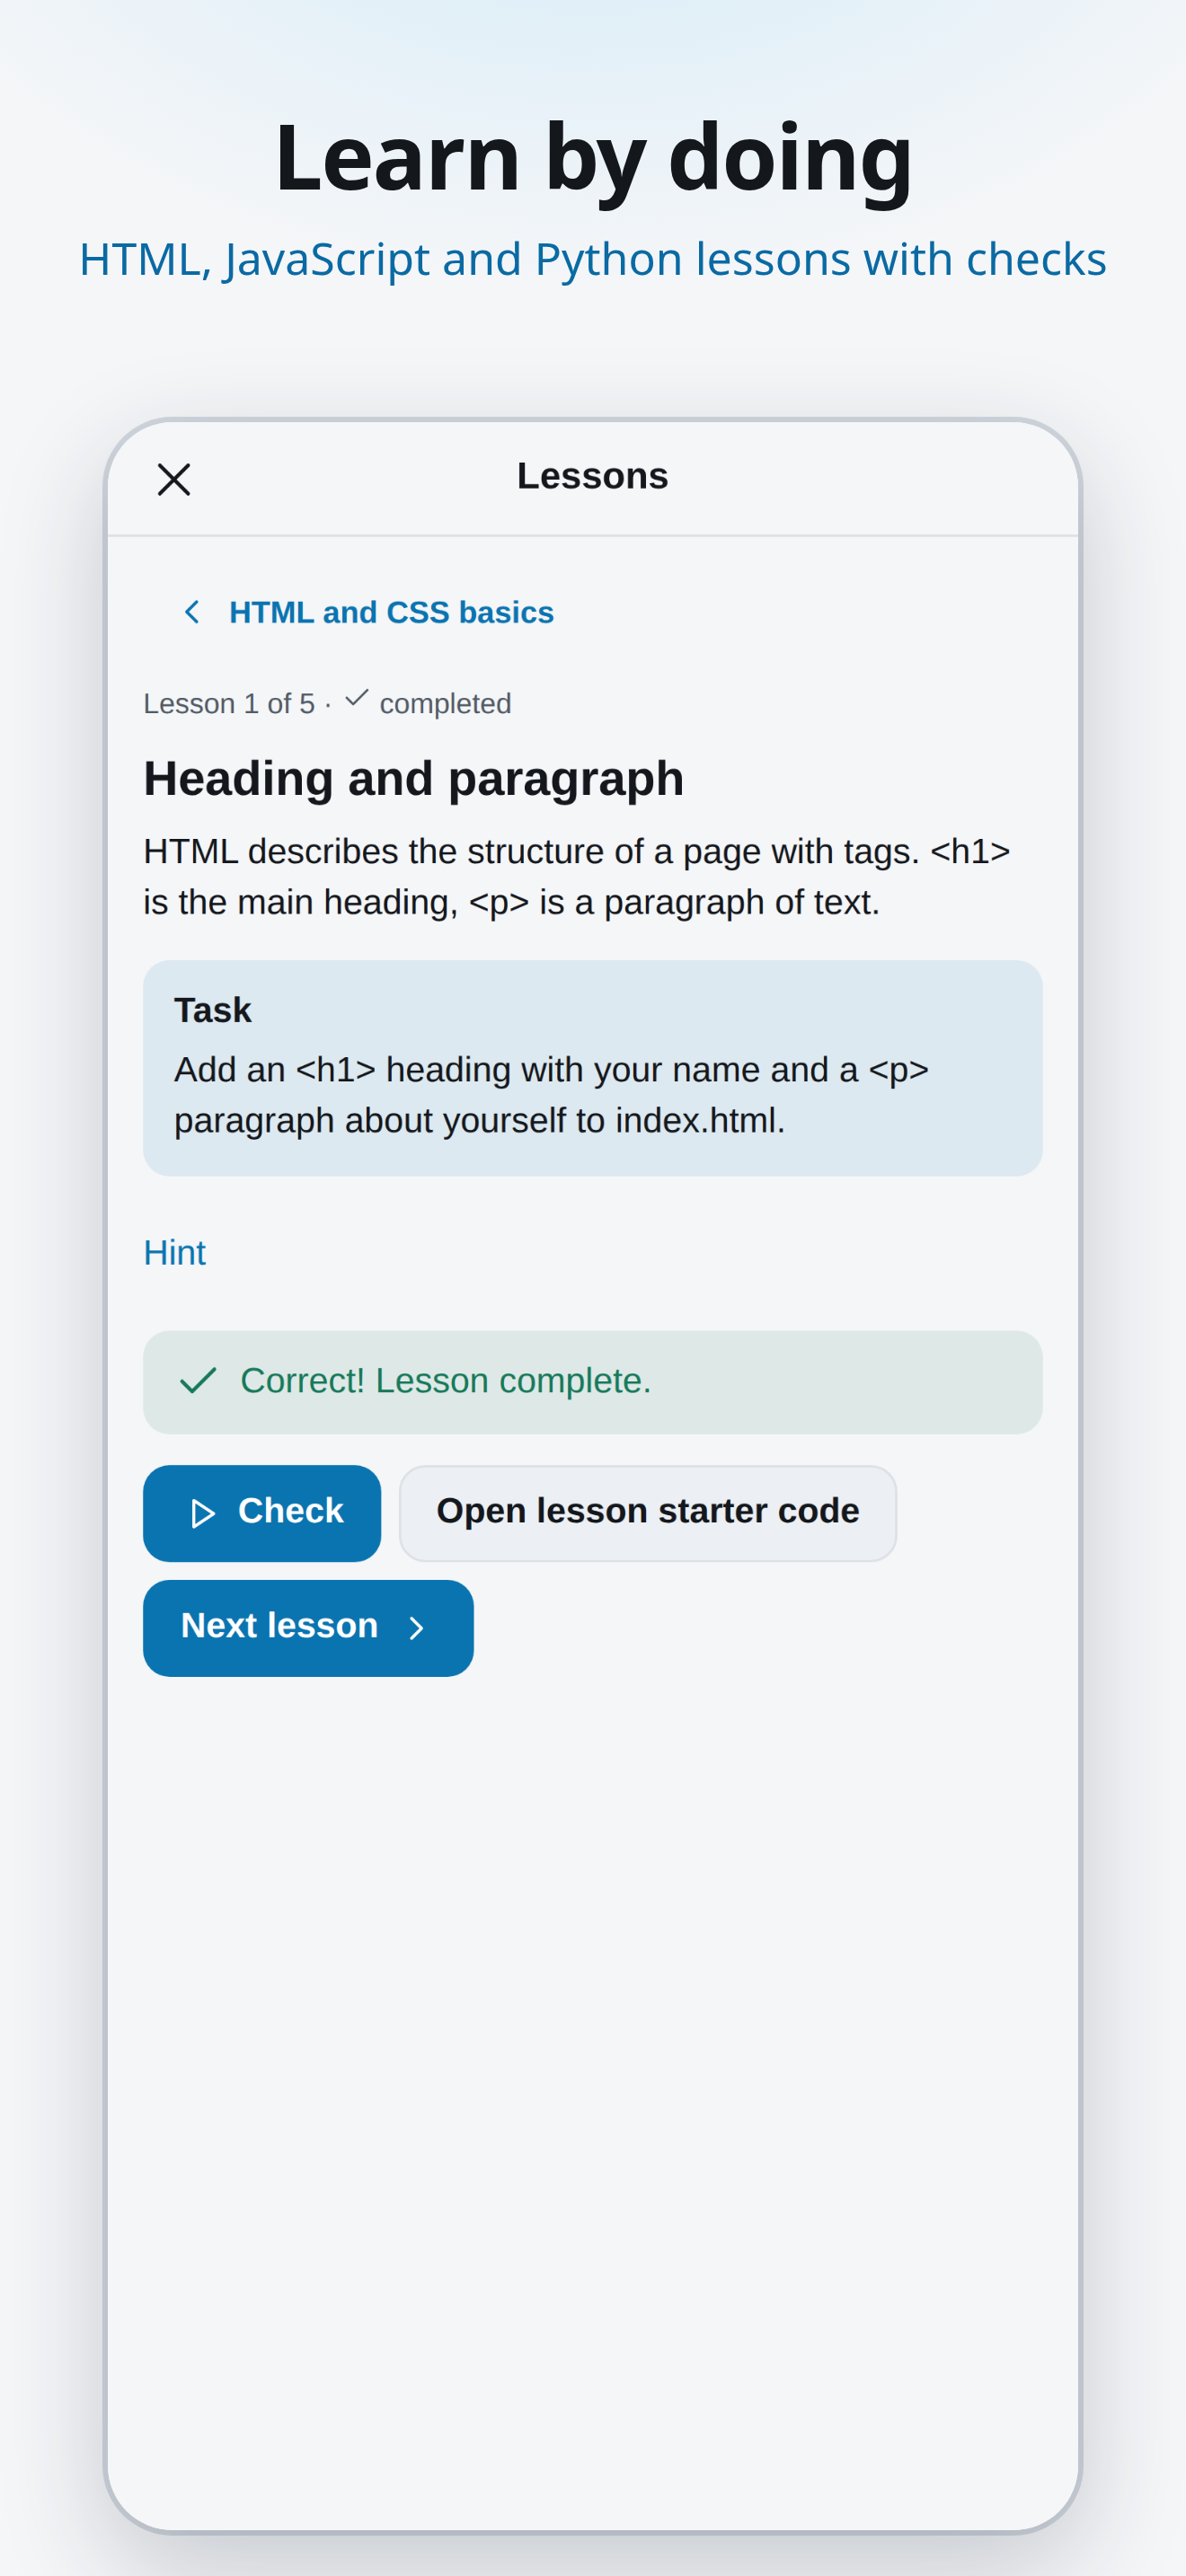 Learn by doing
HTML, JavaScript and Python lessons with checks
Lessons
HTML and CSS basics
Lesson 1 of 5 · ✓ completed
Heading and paragraph
HTML describes the structure of a page with tags. <h1>
is the main heading, <p> is a paragraph of text.
Task
Add an <h1> heading with your name and a <p>
paragraph about yourself to index.html.
Hint
Correct! Lesson complete.
Check
Open lesson starter code
Next lesson